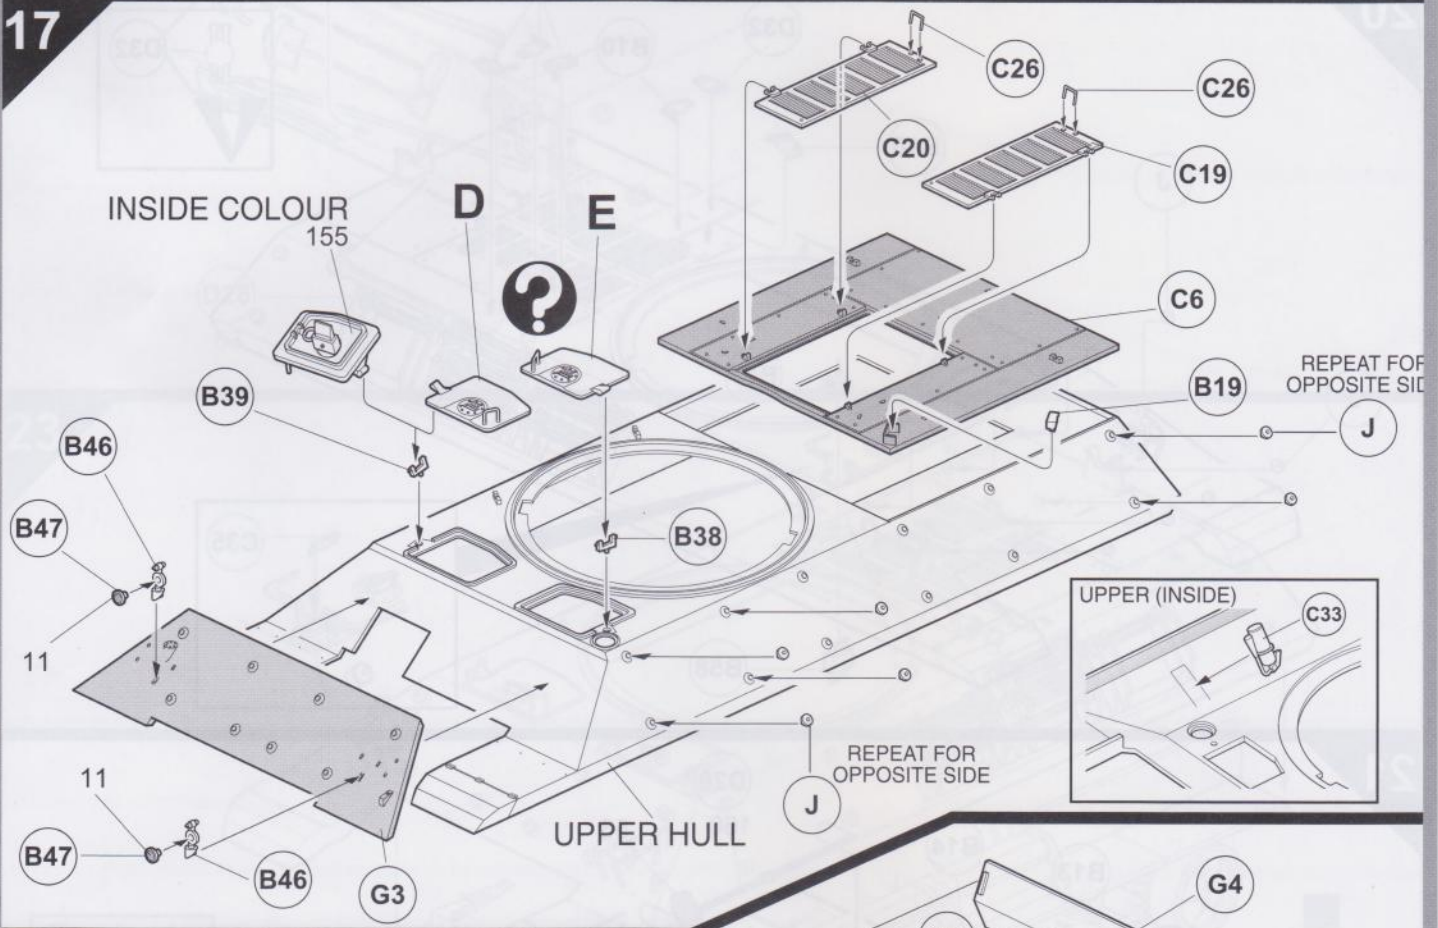 17
C26
C26
C20
C19
INSIDE COLOUR
155
D
E
?
C6
B39
B19
REPEAT FOR
OPPOSITE
J
B46
B47
B38
11
UPPER (INSIDE)
C33
11
REPEAT FOR
OPPOSITE SIDE
J
UPPER HULL
B47
B46
G3
G4